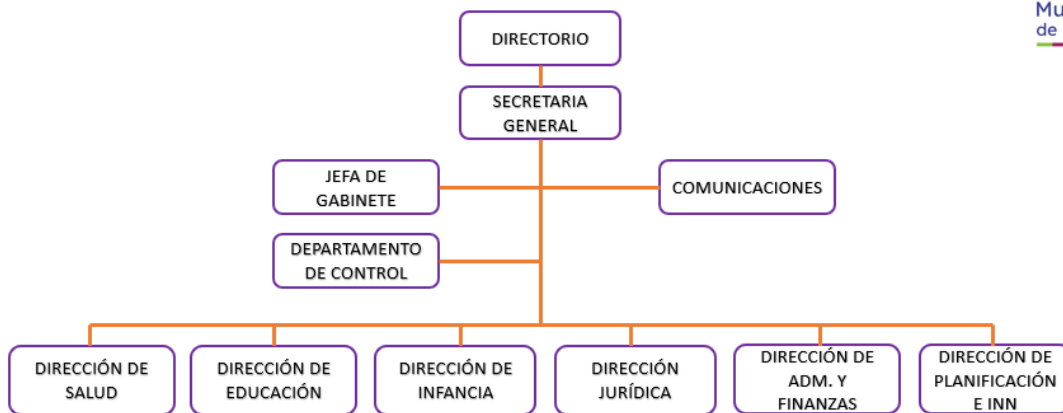 Mu
de
DIRECTORIO
SECRETARIA
GENERAL
JEFA DE
GABINETE
COMUNICACIONES
DEPARTAMENTO
DE CONTROL
DIRECCIÓN DE
SALUD
DIRECCIÓN DE
EDUCACIÓN
DIRECCIÓN DE
INFANCIA
DIRECCIÓN
JURÍDICA
DIRECCIÓN DE
ADM. Y
FINANZAS
DIRECCIÓN DE
PLANIFICACIÓN
E INN